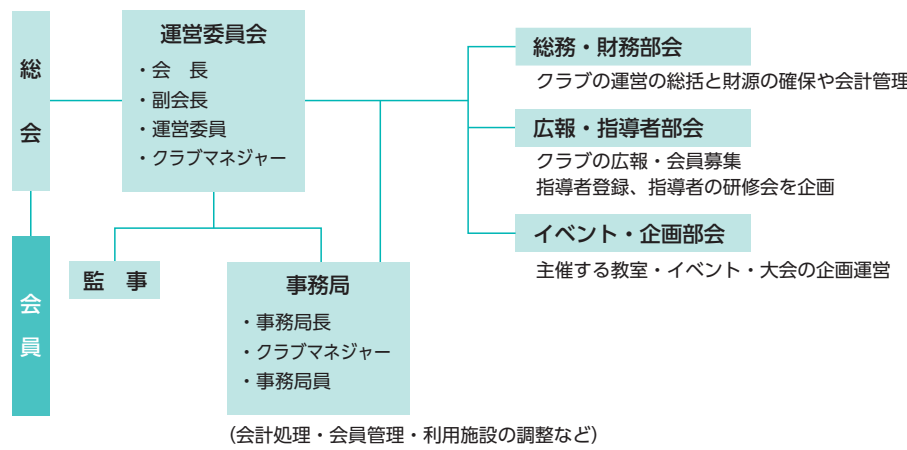 総会
会員
運営委員会
・会　長
・副会長
・運営委員
・クラブマネジャー
監　事
事務局
・事務局長
・クラブマネジャー
・事務局員
（会計処理・会員管理・利用施設の調整など）
総務・財務部会
クラブの運営の総括と財源の確保や会計管理
広報・指導者部会
クラブの広報・会員募集
指導者登録、指導者の研修会を企画
イベント・企画部会
主催する教室・イベント・大会の企画運営